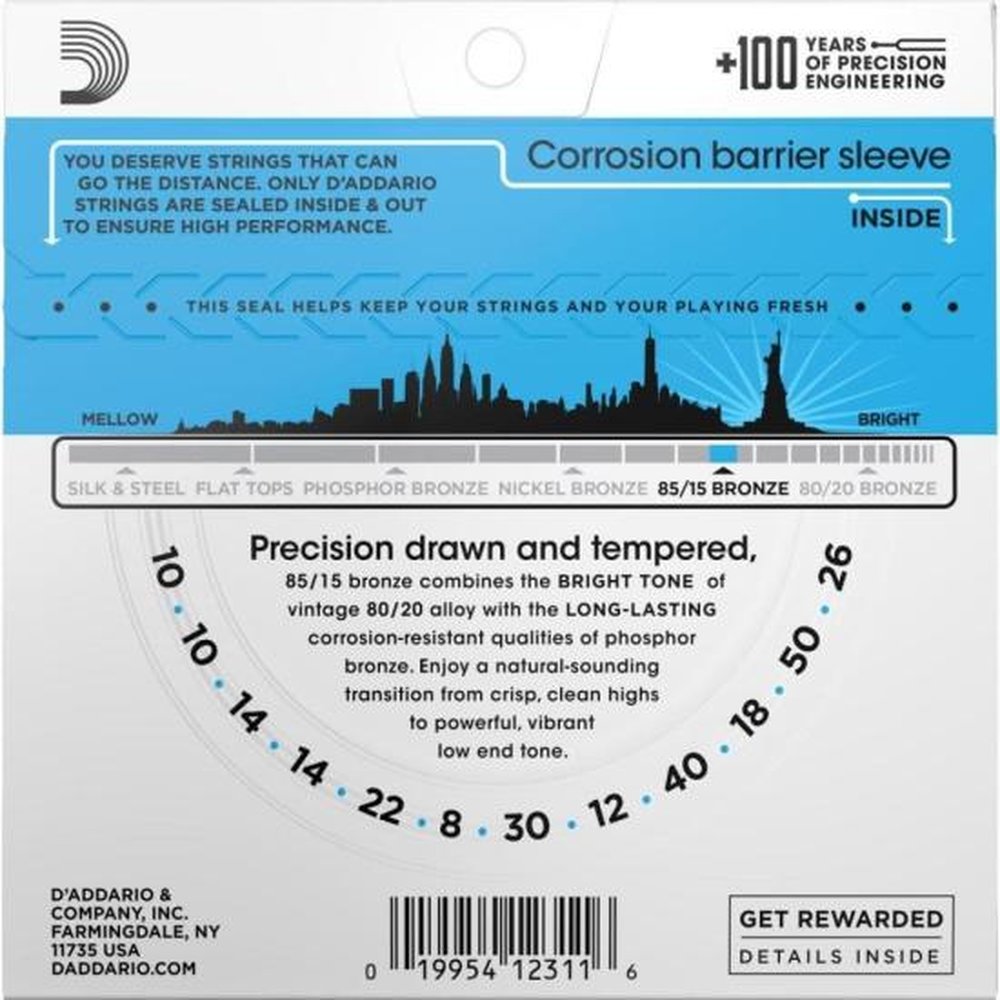 +100 YEARS
OF PRECISION
ENGINEERING
YOU DESERVE STRINGS THAT CAN
GO THE DISTANCE. ONLY D'ADDARIO
STRINGS ARE SEALED INSIDE & OUT
TO ENSURE HIGH PERFORMANCE.
Corrosion barrier sleeve
INSIDE
THIS SEAL HELPS KEEP YOUR STRINGS AND YOUR PLAYING FRESH
MELLOW
BRIGHT
SILK & STEEL FLAT TOPS PHOSPHOR BRONZE NICKEL BRONZE 85/15 BRONZE 80/20 BRONZE
Precision drawn and tempered,
85/15 bronze combines the BRIGHT TONE of
vintage 80/20 alloy with the LONG-LASTING
corrosion-resistant qualities of phosphor
bronze. Enjoy a natural-sounding
transition from crisp, clean highs
to powerful, vibrant
low end tone.
10 • 10 • 14 • 14 • 22 • 8 • 30 • 12 • 40 • 18 • 50 • 26
D'ADDARIO &
COMPANY, INC.
FARMINGDALE, NY
11735 USA
DADDARIO.COM
0 19954 12311 6
GET REWARDED
DETAILS INSIDE